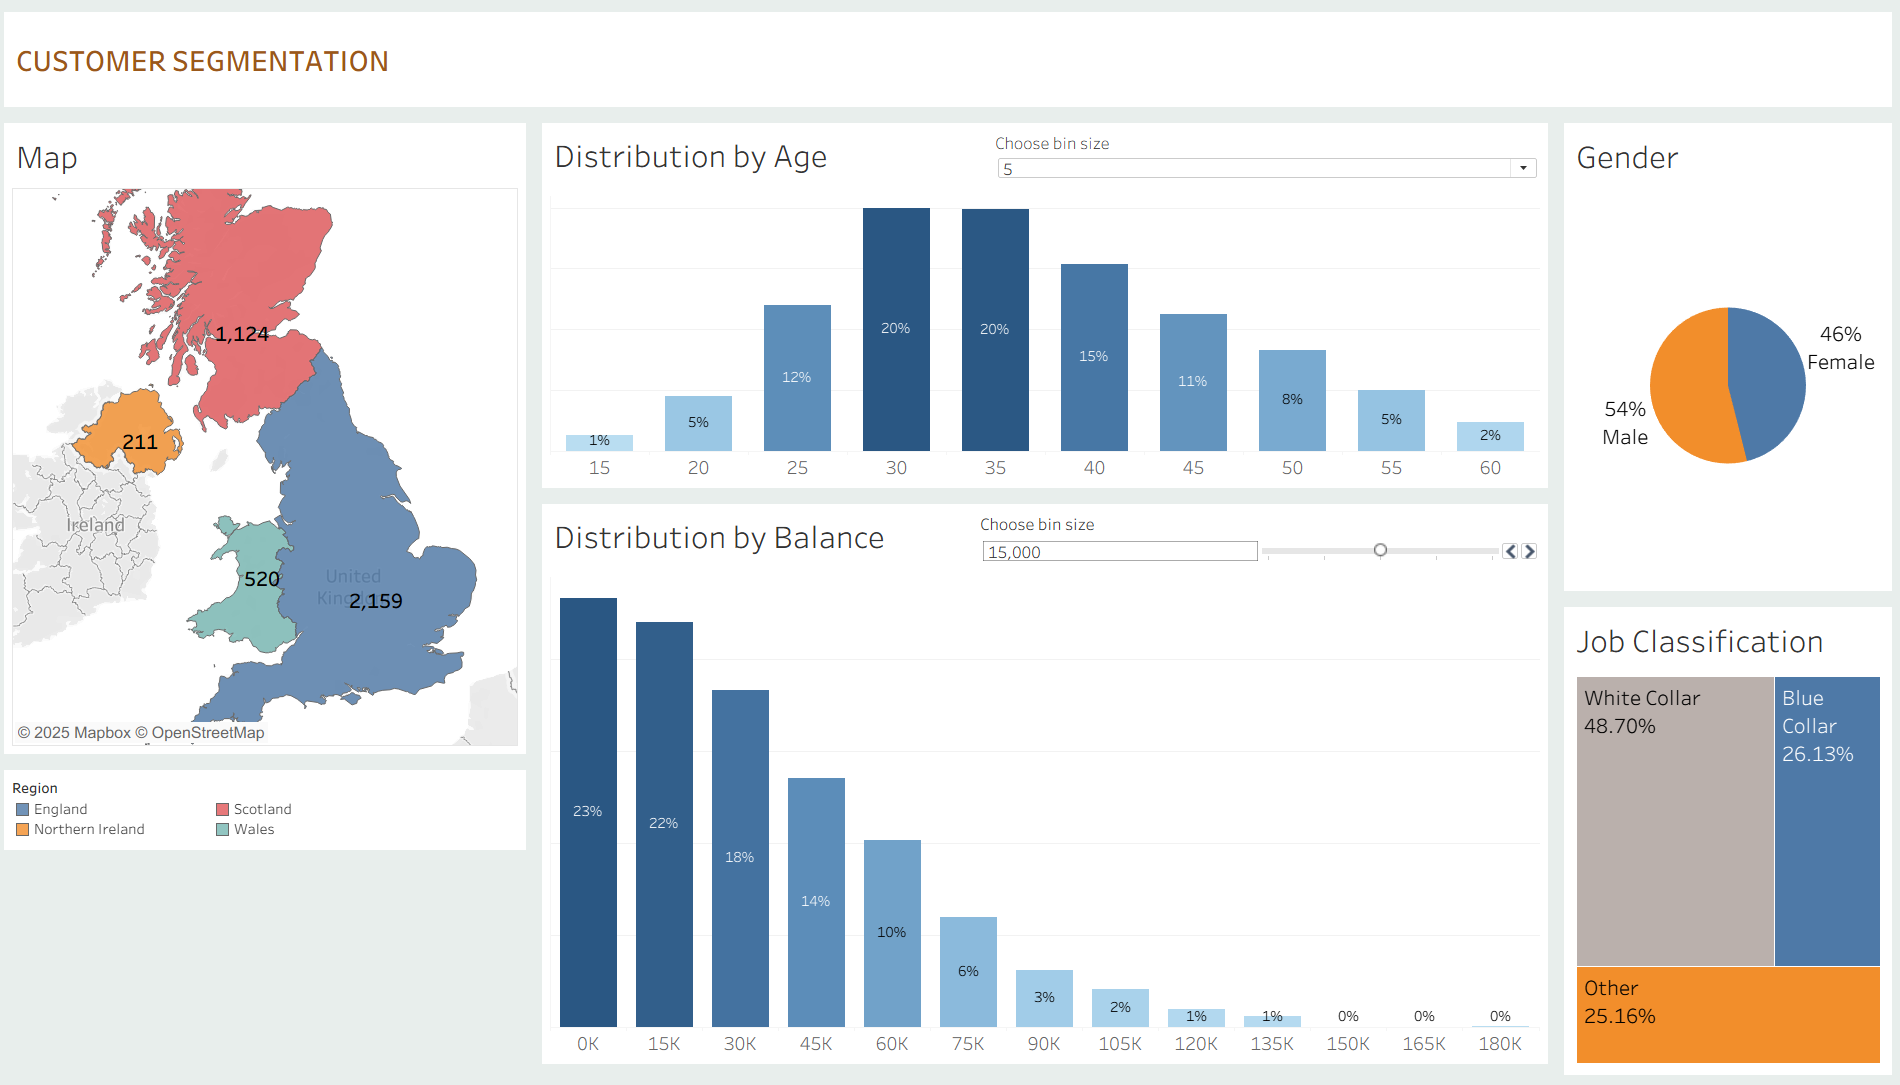 CUSTOMER SEGMENTATION
Map
1,124
211
Ireland
520
United
2,159
© 2025 Mapbox © OpenStreetMap
Region
England
Scotland
Northern Ireland
Wales
Distribution by Age
Choose bin size
5
1%
5%
12%
20%
20%
15%
11%
8%
5%
2%
15
20
25
30
35
40
45
50
55
60
Distribution by Balance
Choose bin size
15,000
23%
22%
18%
14%
10%
6%
3%
2%
1%
1%
0%
0%
0%
0K
15K
30K
45K
60K
75K
90K
105K
120K
135K
150K
165K
180K
Gender
46%
Female
54%
Male
Job Classification
White Collar
48.70%
Blue
Collar
26.13%
Other
25.16%